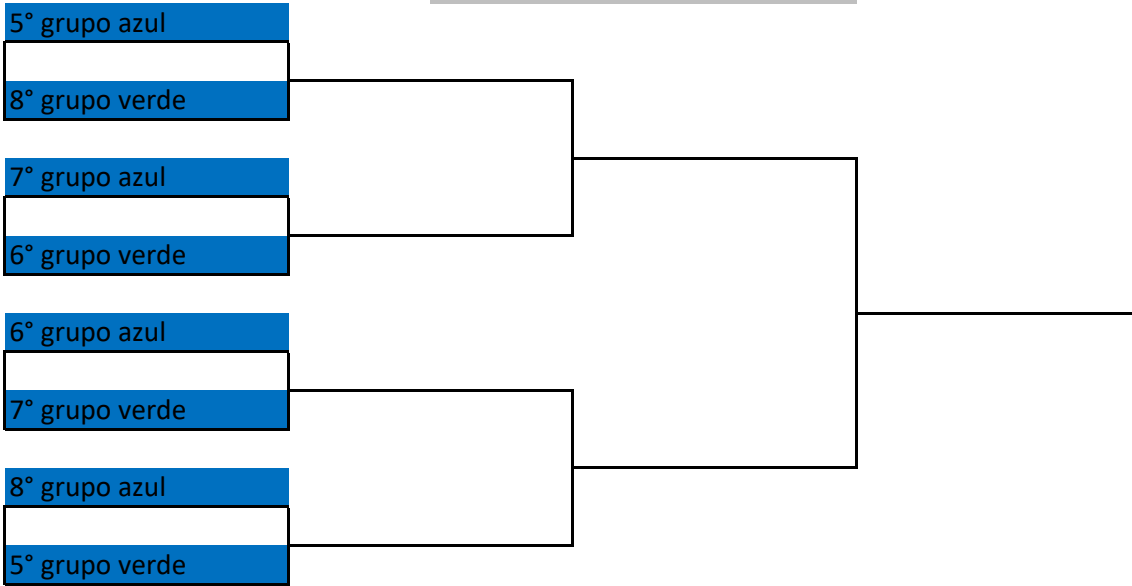 5° grupo azul
8° grupo verde
7° grupo azul
6° grupo verde
6° grupo azul
7° grupo verde
8° grupo azul
5° grupo verde